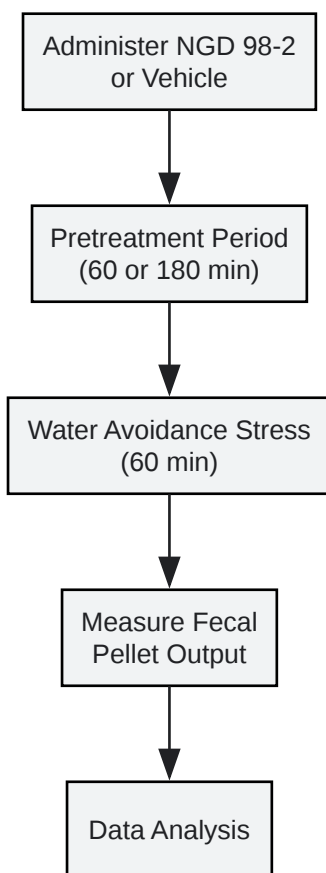 Administer NGD 98-2
or Vehicle
Pretreatment Period
(60 or 180 min)
Water Avoidance Stress
(60 min)
Measure Fecal
Pellet Output
Data Analysis